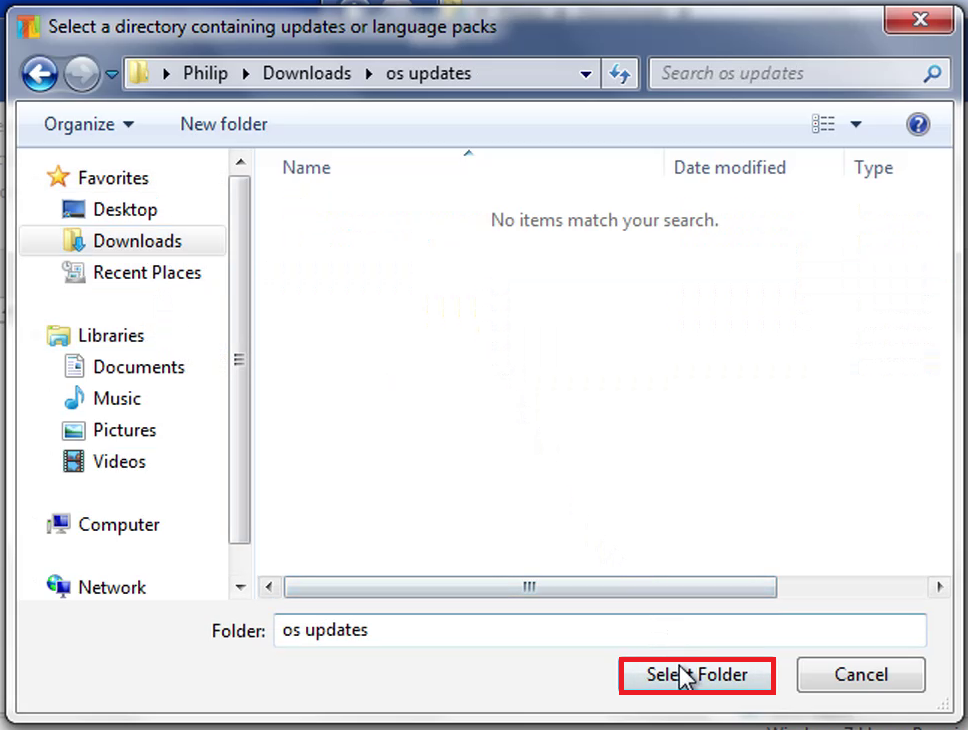 Select a directory containing updates or language packs
Philip Downloads os updates
Search os updates
Organize New folder
Name Date modified Type
No items match your search.
Favorites
Desktop
Downloads
Recent Places
Libraries
Documents
Music
Pictures
Videos
Computer
Network
Folder: os updates
Select Folder Cancel